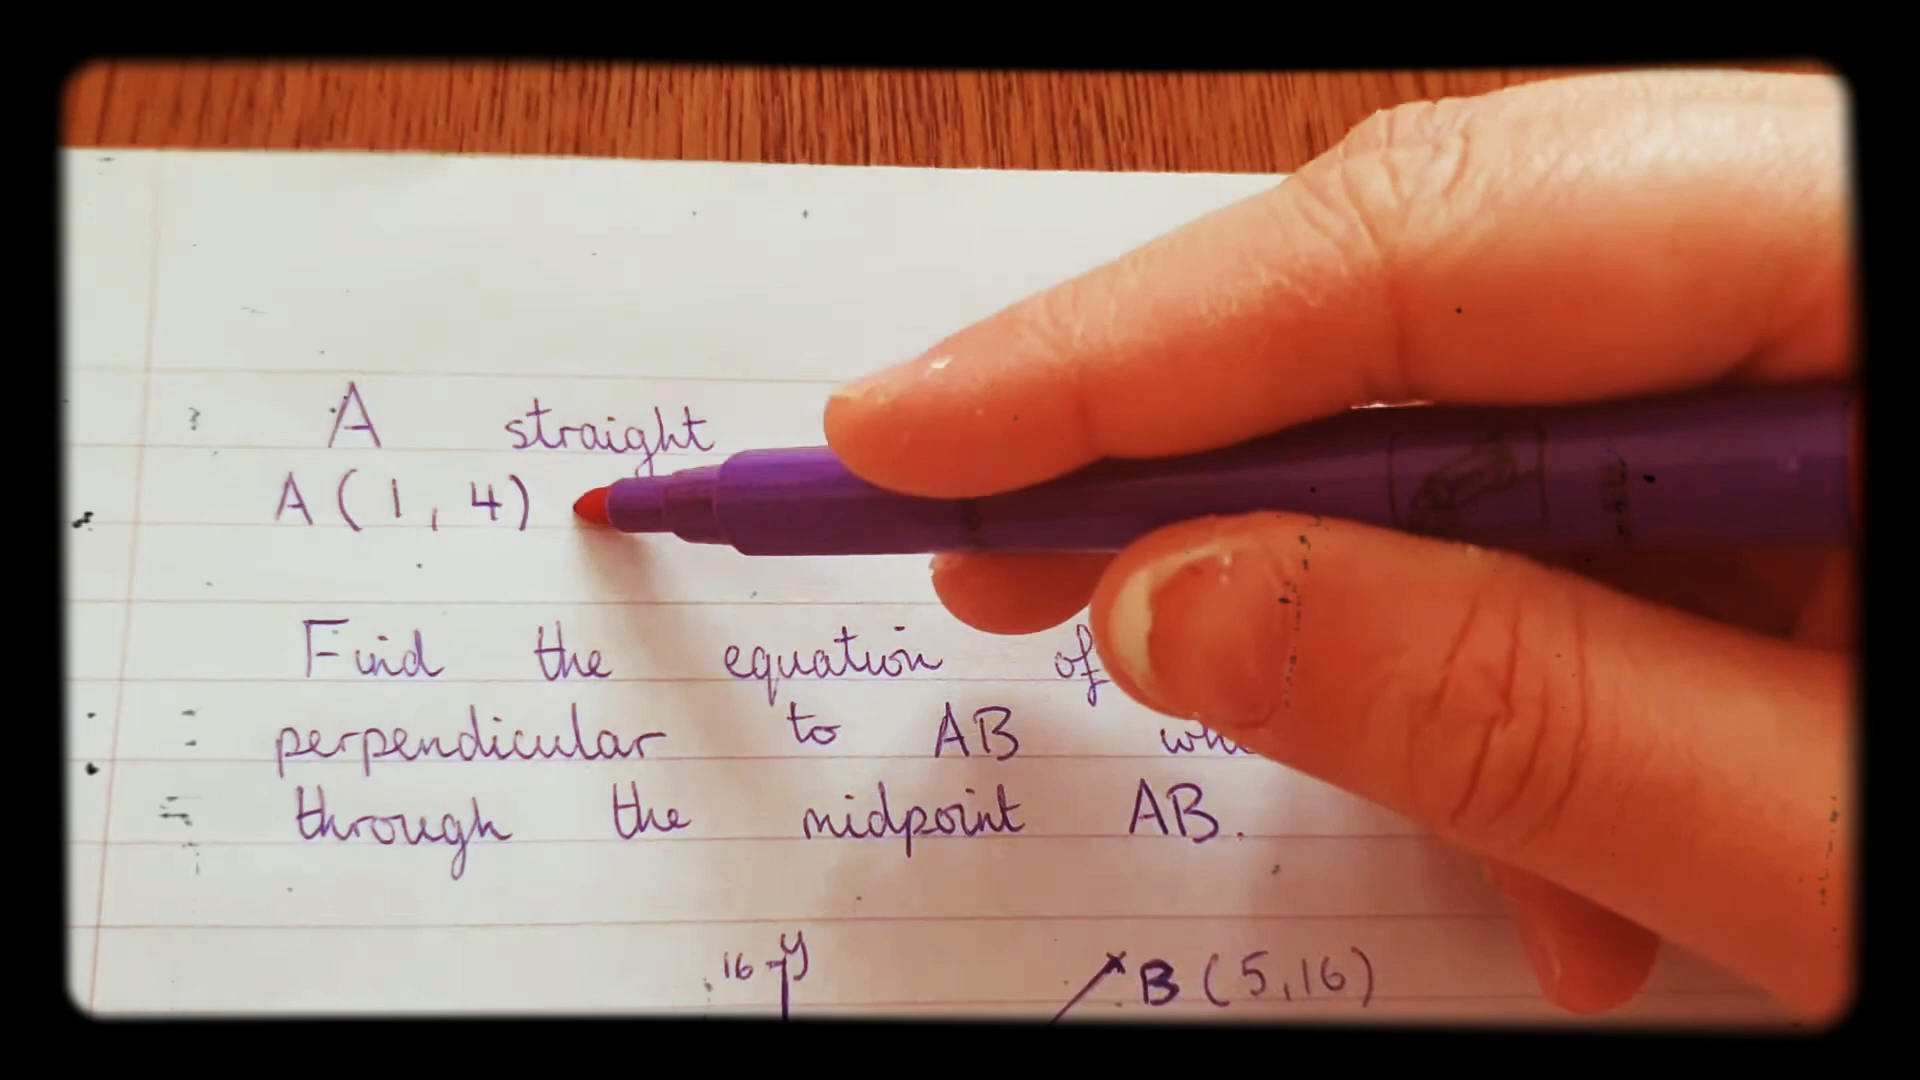 A straight
A (1, 4)
Find the equation of
perpendicular to AB
through the midpoint AB.
16 y
B (5,16)